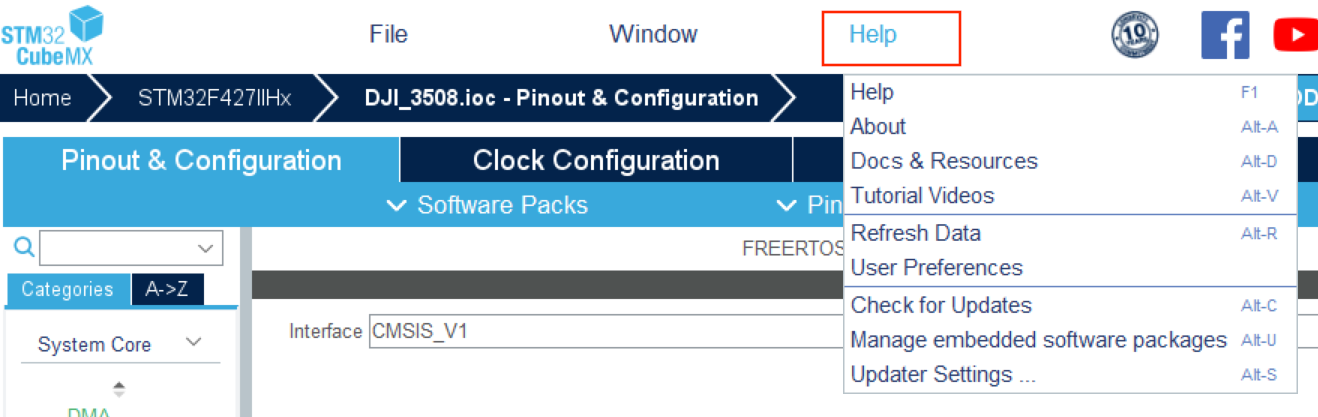 STM32
CubeMX
File
Window
Help
10
Home
STM32F427IIHx
DJI_3508.ioc - Pinout & Configuration
Help F1
About Alt-A
Docs & Resources Alt-D
Tutorial Videos Alt-V
Refresh Data Alt-R
User Preferences
Check for Updates Alt-C
Manage embedded software packages Alt-U
Updater Settings ... Alt-S
Pinout & Configuration
Clock Configuration
Software Packs
Pin
FREERTOS
Categories
A->Z
Interface CMSIS_V1
System Core
DMA